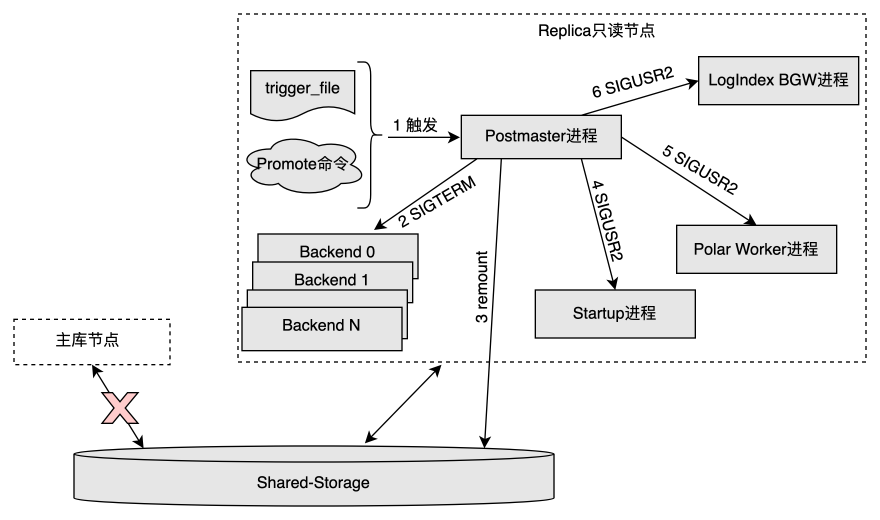 Replica只读节点
trigger_file
Promote命令
1 触发
Postmaster进程
6 SIGUSR2
LogIndex BGW进程
5 SIGUSR2
Polar Worker进程
4 SIGUSR2
Startup进程
2 SIGTERM
Backend 0
Backend 1
Backend N
3 remount
主库节点
Shared-Storage